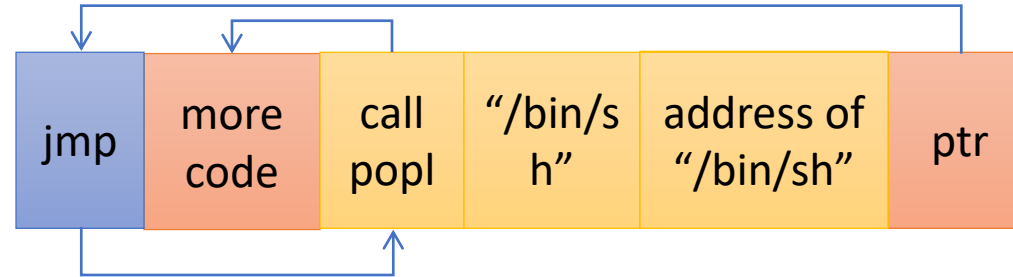 jmp
more
code
call
popl
“/bin/s
h”
address of
“/bin/sh”
ptr